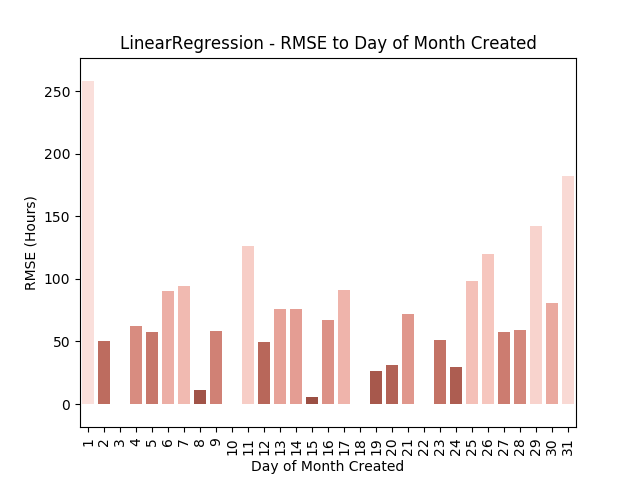 LinearRegression - RMSE to Day of Month Created
RMSE (Hours)
250
200
150
100
50
0
1 2 3 4 5 6 7 8 9 10 11 12 13 14 15 16 17 18 19 20 21 22 23 24 25 26 27 28 29 30 31
Day of Month Created